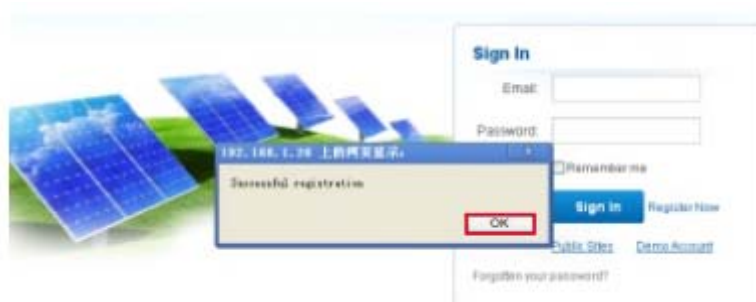 Sign In
Email:
Password:
192.168.1.20 上的网页显示:
Remember me
Successful registration
Sign In
Register Now
OK
Public Sites
Demo Account
Forgotten your password?